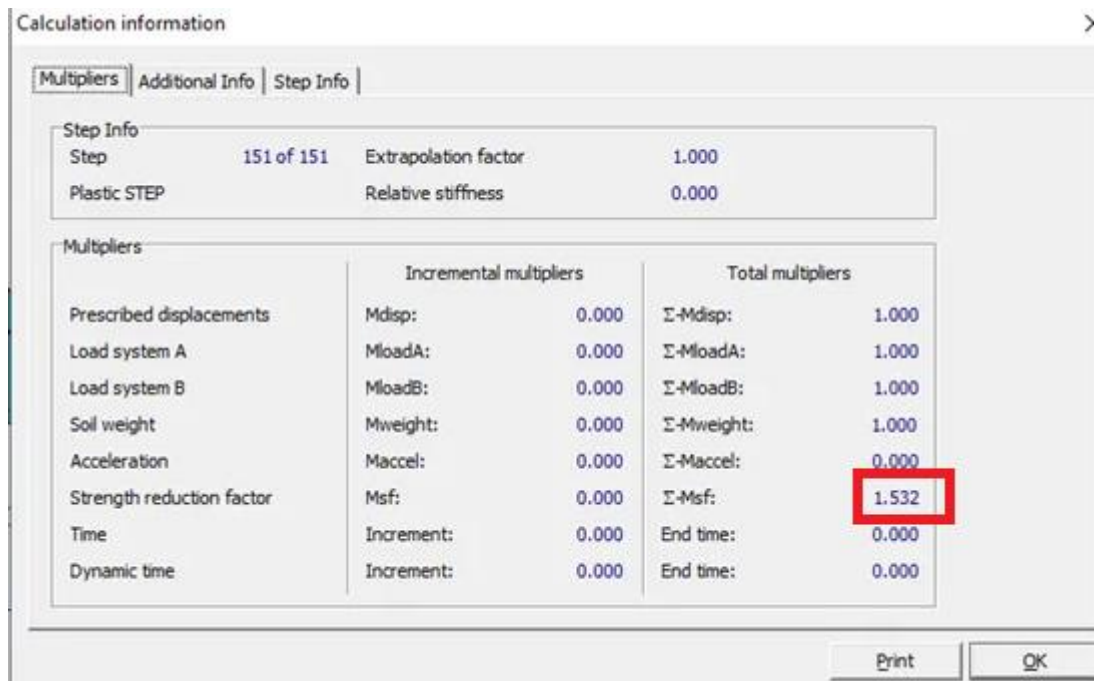 Calculation information
Multipliers Additional Info Step Info
Step Info
Step 151 of 151 Extrapolation factor 1.000
Plastic STEP Relative stiffness 0.000
Multipliers
Incremental multipliers Total multipliers
Prescribed displacements Mdisp: 0.000 Σ-Mdisp: 1.000
Load system A MloadA: 0.000 Σ-MloadA: 1.000
Load system B MloadB: 0.000 Σ-MloadB: 1.000
Soil weight Mweight: 0.000 Σ-Mweight: 1.000
Acceleration Maccel: 0.000 Σ-Maccel: 0.000
Strength reduction factor Msf: 0.000 Σ-Msf: 1.532
Time Increment: 0.000 End time: 0.000
Dynamic time Increment: 0.000 End time: 0.000
Print OK